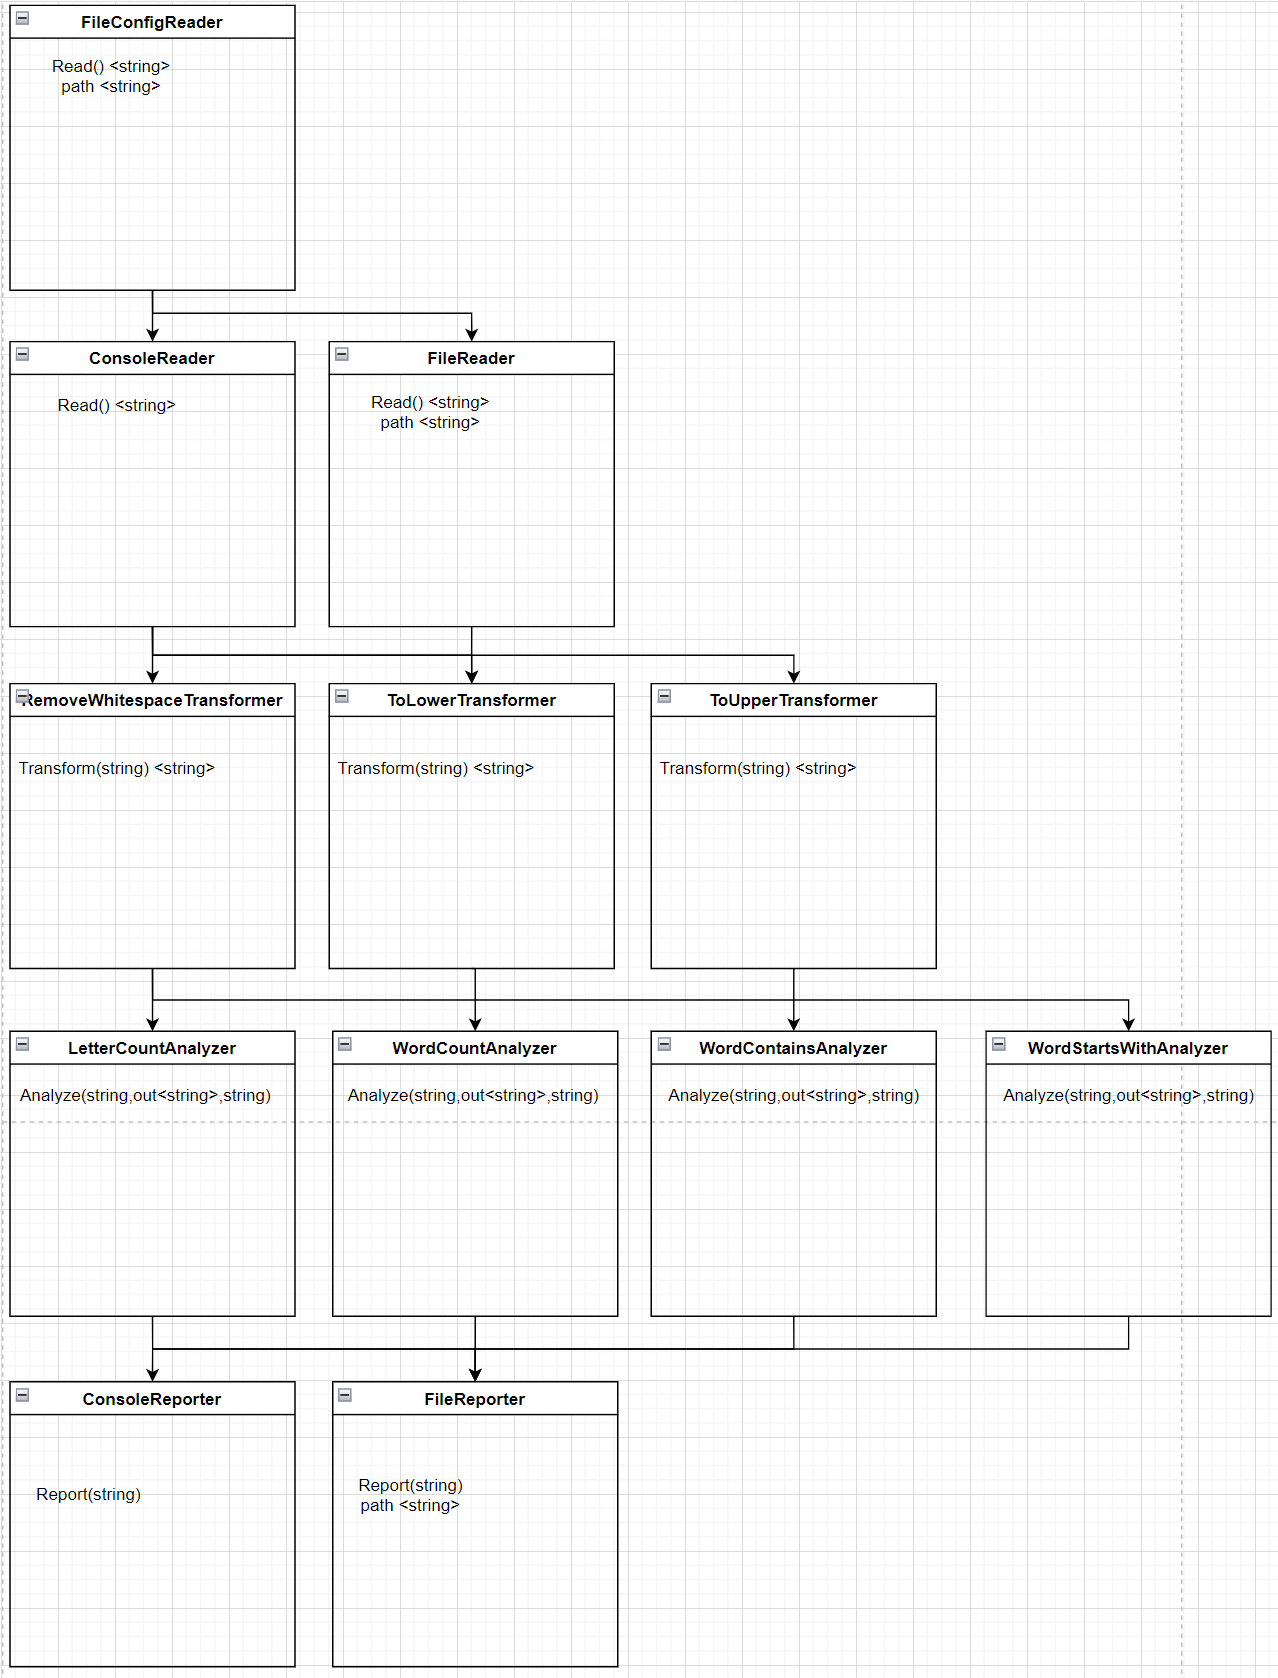 FileConfigReader
Read() <string>
path <string>
ConsoleReader
FileReader
Read() <string>
Read() <string>
path <string>
RemoveWhitespaceTransformer
ToLowerTransformer
ToUpperTransformer
Transform(string) <string>
Transform(string) <string>
Transform(string) <string>
LetterCountAnalyzer
WordCountAnalyzer
WordContainsAnalyzer
WordStartsWithAnalyzer
Analyze(string,out<string>,string)
Analyze(string,out<string>,string)
Analyze(string,out<string>,string)
Analyze(string,out<string>,string)
ConsoleReporter
FileReporter
Report(string)
Report(string)
path <string>